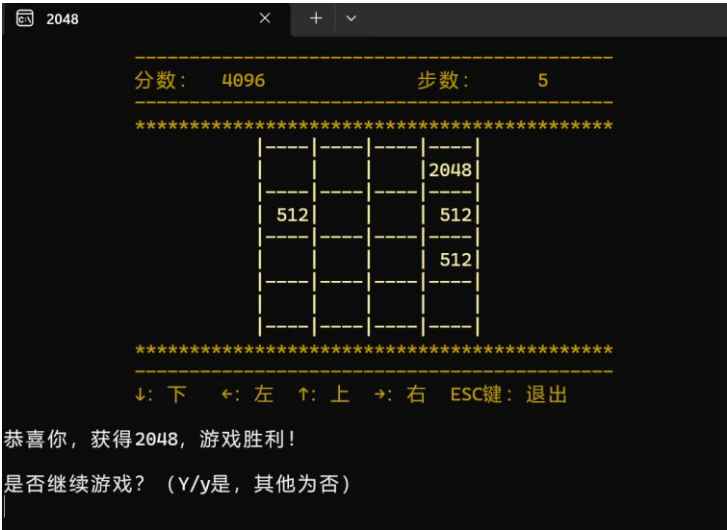 2048
----------------------------------------
分数： 4096 步数： 5
----------------------------------------
********************************************
|----|----|----|----|
| | | |2048|
|----|----|----|----|
| 512| | | 512|
|----|----|----|----|
| | | | 512|
|----|----|----|----|
| | | | |
|----|----|----|----|
********************************************
----------------------------------------
↓: 下 ←: 左 ↑: 上 →: 右 ESC键: 退出
恭喜你, 获得2048, 游戏胜利!
是否继续游戏? (Y/y是, 其他为否)